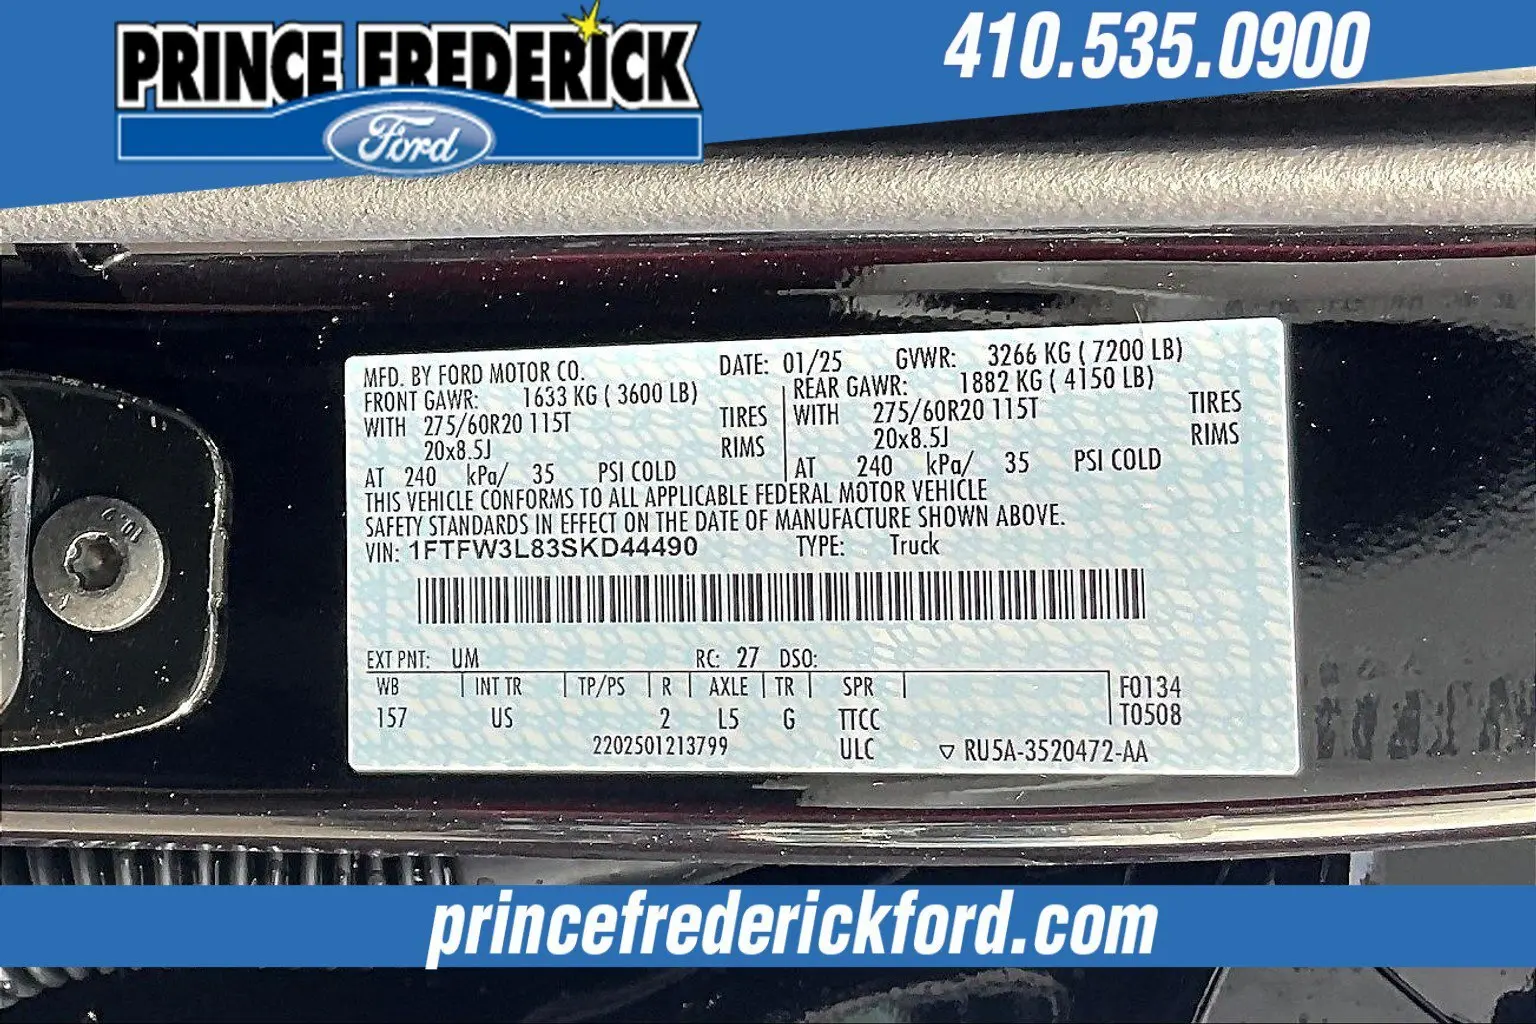 PRINCE FREDERICK
Ford
410.535.0900
MFD. BY FORD MOTOR CO. DATE: 01/25 GVWR: 3266 KG ( 7200 LB)
FRONT GAWR: 1633 KG ( 3600 LB) REAR GAWR: 1882 KG ( 4150 LB)
WITH 275/60R20 115T TIRES WITH 275/60R20 115T TIRES
20x8.5J RIMS 20x8.5J RIMS
AT 240 kPa/ 35 PSI COLD AT 240 kPa/ 35 PSI COLD
THIS VEHICLE CONFORMS TO ALL APPLICABLE FEDERAL MOTOR VEHICLE
SAFETY STANDARDS IN EFFECT ON THE DATE OF MANUFACTURE SHOWN ABOVE.
VIN: 1FTFW3L83SKD44490 TYPE: Truck
EXT PNT: UM RC: 27 DSO:
WB INT TR TP/PS R AXLE TR SPR F0134
157 US 2 L5 G TTCC T0508
2202501213799 ULC ▽ RU5A-3520472-AA
10.9
princefrederickford.com